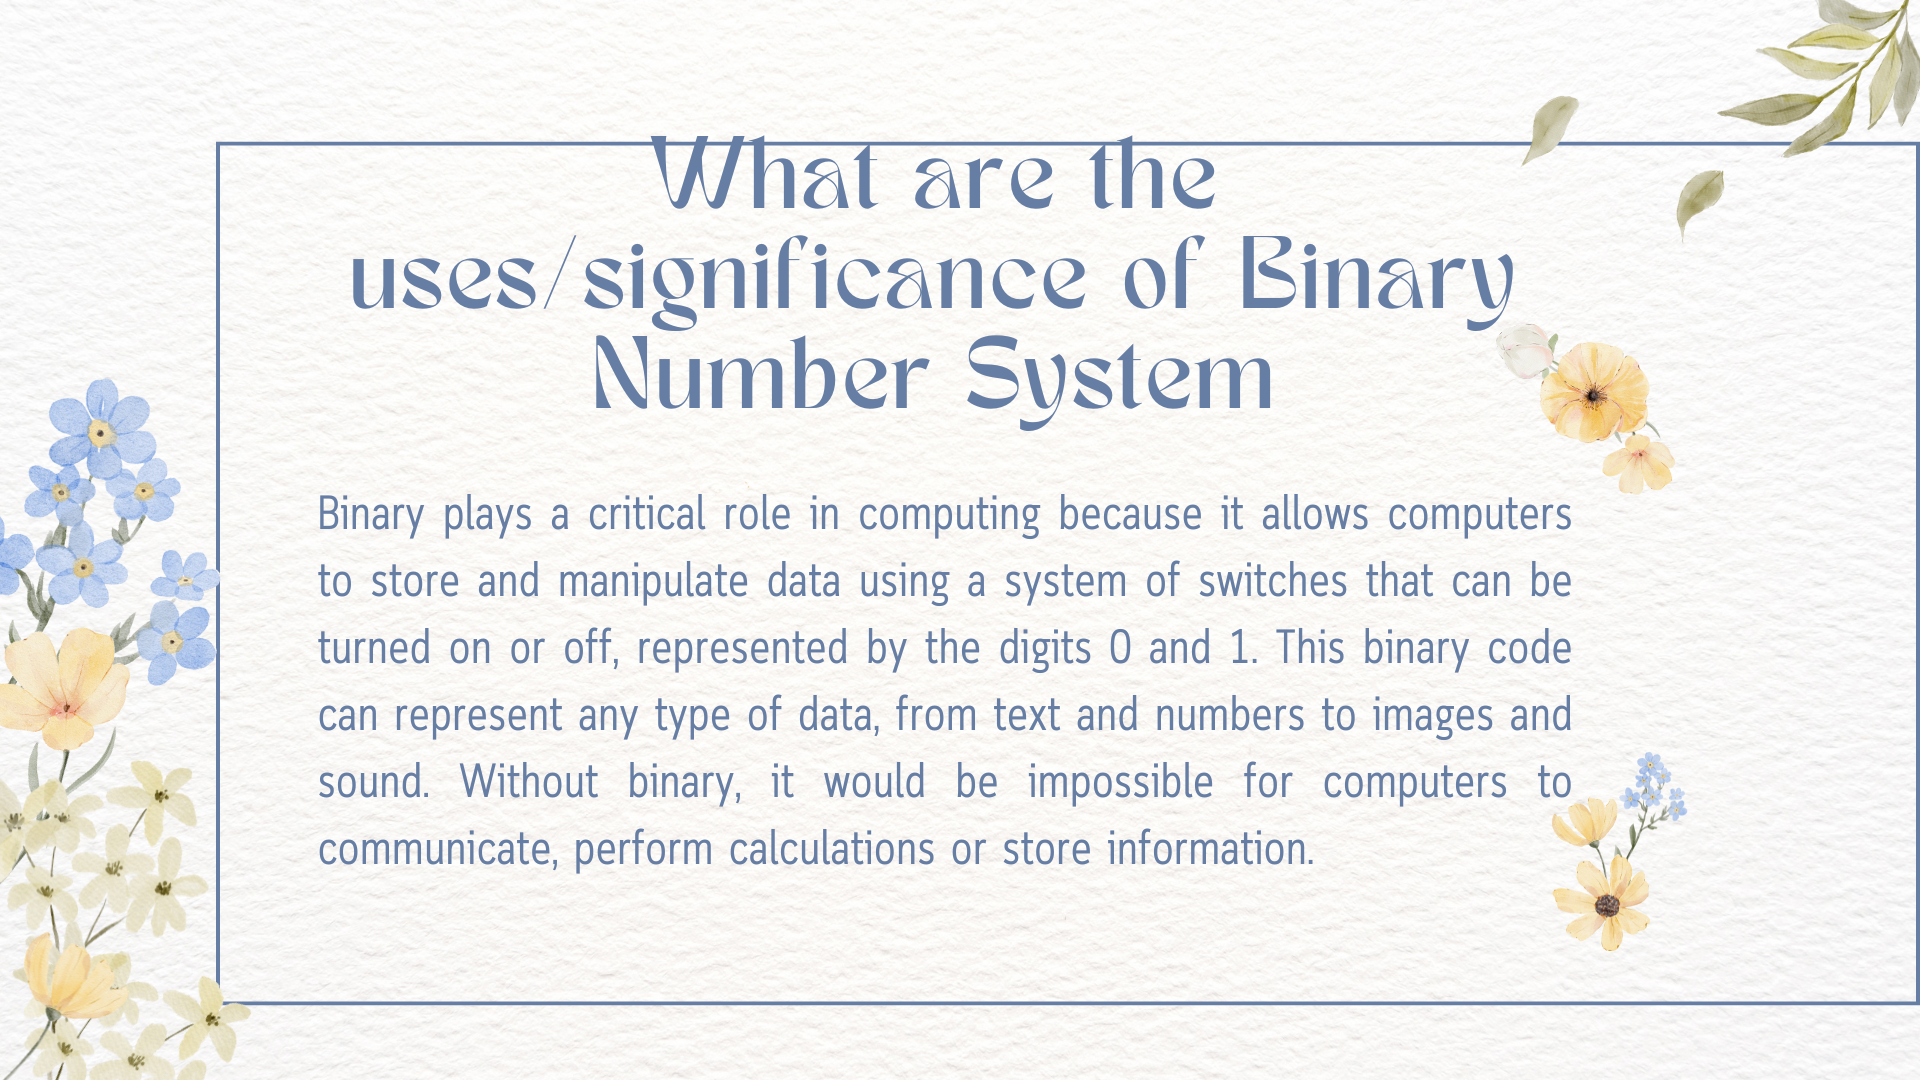 What are the
uses/significance of Binary
Number System
Binary plays a critical role in computing because it allows computers
to store and manipulate data using a system of switches that can be
turned on or off, represented by the digits 0 and 1. This binary code
can represent any type of data, from text and numbers to images and
sound. Without binary, it would be impossible for computers to
communicate, perform calculations or store information.